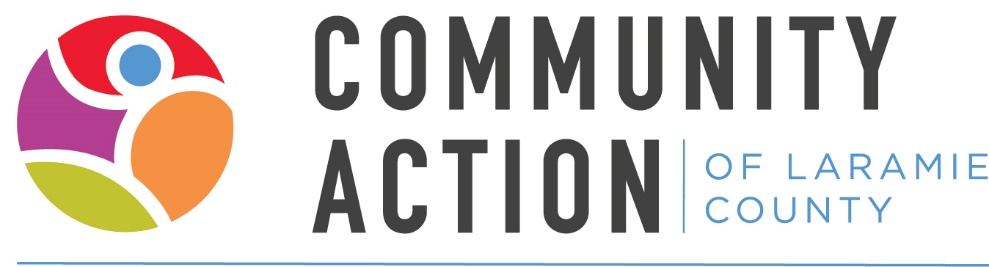 COMMUNITY
ACTION
OF LARAMIE
COUNTY